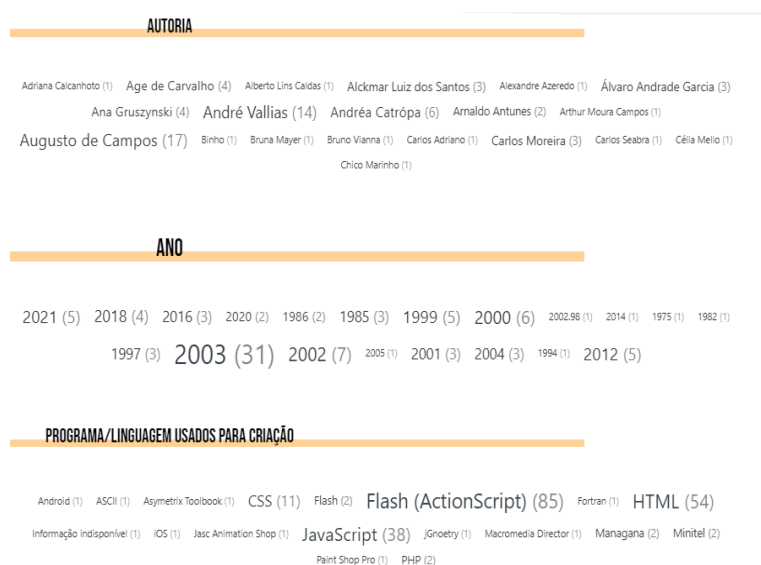 AUTORIA
Adriana Calcanhoto (1) Age de Carvalho (4) Alberto Lins Caldas (1) Alckmar Luiz dos Santos (3) Alexandre Azeredo (1) Álvaro Andrade Garcia (3)
Ana Gruszynski (4) André Vallias (14) Andréa Catrópa (6) Arnaldo Antunes (2) Arthur Moura Campos (1)
Augusto de Campos (17) Binho (1) Bruna Mayer (1) Bruno Vianna (1) Carlos Adriano (1) Carlos Moreira (3) Carlos Seabra (1) Célia Mello (1)
Chico Marinho (1)
ANO
2021 (5) 2018 (4) 2016 (3) 2020 (2) 1986 (2) 1985 (3) 1999 (5) 2000 (6) 2002.98 (1) 2014 (1) 1975 (1) 1982 (1)
1997 (3) 2003 (31) 2002 (7) 2005 (1) 2001 (3) 2004 (3) 1994 (1) 2012 (5)
PROGRAMA/LINGUAGEM USADOS PARA CRIAÇÃO
Android (1) ASCII (1) Asymetrix Toolbook (1) CSS (11) Flash (2) Flash (ActionScript) (85) Fortran (1) HTML (54)
Informação indisponível (1) iOS (1) Jasc Animation Shop (1) JavaScript (38) jGnoetry (1) Macromedia Director (1) Managana (2) Minitel (2)
Paint Shop Pro (1) PHP (2)